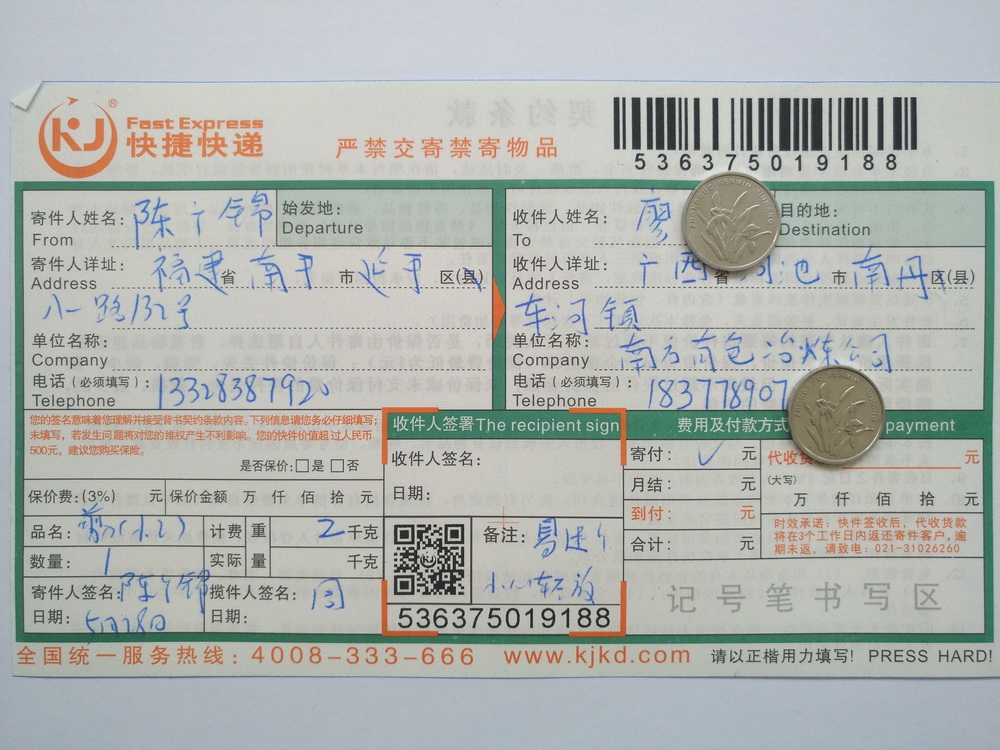 KJ ® Fast Express
快捷快递
严禁交寄禁寄物品
536375019188
寄件人姓名: 陈广锦
From
始发地:
Departure
寄件人详址: 福建省 南平市 延平区(县)
Address
八一路132号
单位名称:
Company
电话(必须填写): 13328387920
Telephone
收件人姓名: 廖
To
目的地:
Destination
收件人详址: 广西省 河池市 南丹区(县)
Address
车河镇
单位名称: 南方有色冶炼公司
Company
电话(必须填写): 183778907
Telephone
您的签名意味着您理解并接受背书契约条款内容。下列信息请您务必仔细填写;
未填写,若发生问题将对您的维权产生不利影响。您的快件价值超过人民币
500元,建议您购买保险。
是否保价:□是 □否
保价费:(3%) 元 保价金额 万 仟 佰 拾 元
品名: (水乙) 计费 重 2 千克
数量: 1 实际 量 千克
寄件人签名: 陈广锦 揽件人签名: 周
日期: 5月28日 日期:
收件人签署The recipient sign
收件人签名:
日期:
备注: 易碎
小心轻放
536375019188
费用及付款方式 payment
寄付: ✓ 元
月结: 元
到付: 元
合计: 元
代收货 元
(大写)
万 仟 佰 拾 元
时效承诺:快件签收后,代收货款
将在3个工作日内返还寄件客户,逾
期未返,请致电:021-31026260
记号笔书写区
全国统一服务热线:4008-333-666 www.kjkd.com 请以正楷用力填写! PRESS HARD!